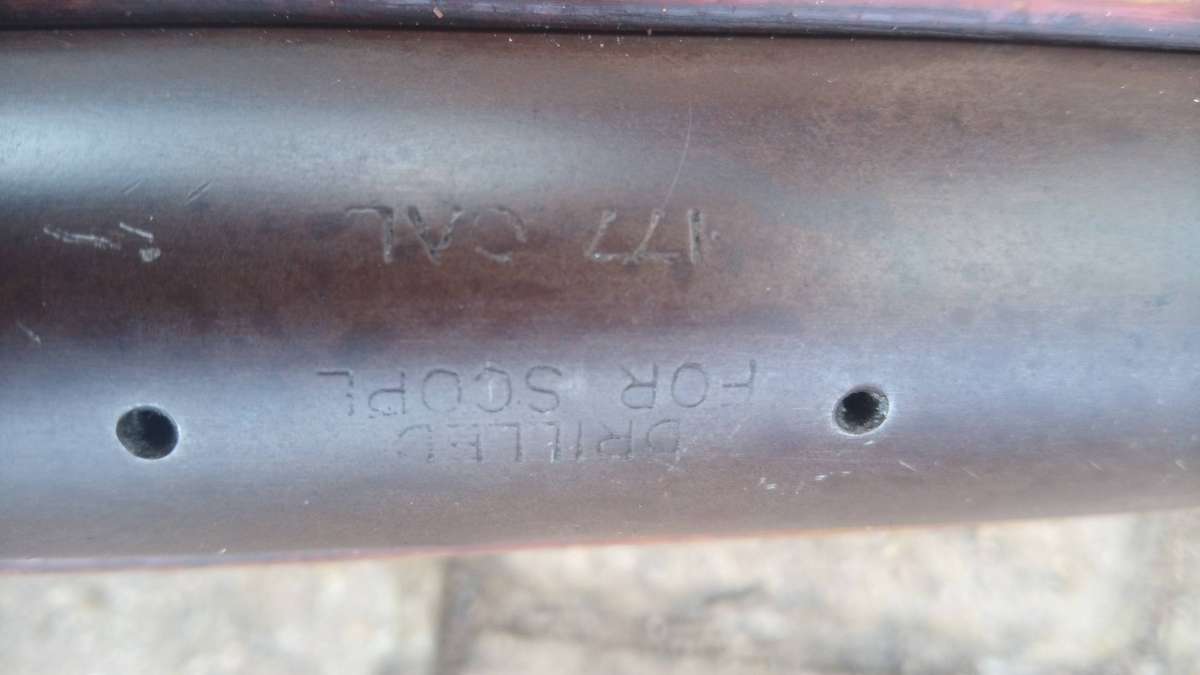 DRILLED
FOR SCOPE
.177 CAL